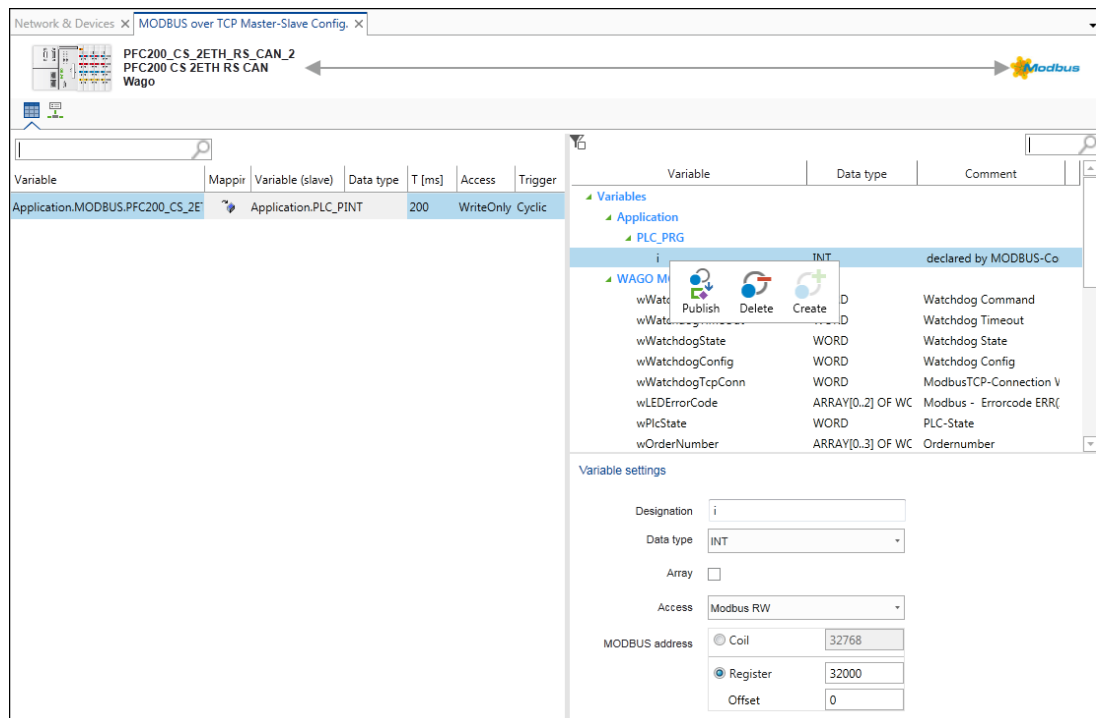 Network & Devices
MODBUS over TCP Master-Slave Config.
PFC200_CS_2ETH_RS_CAN_2
PFC200 CS 2ETH RS CAN
Wago
Modbus
Variable Mappin Variable (slave) Data type T [ms] Access Trigger
Application.MODBUS.PFC200_CS_2E Application.PLC_P INT 200 WriteOnly Cyclic
Variable Data type Comment
Variables
Application
PLC_PRG
i INT declared by MODBUS-Co
WAGO
Publish Delete Create
Watchdog Command
Watchdog Timeout
wWatchdogState WORD Watchdog State
wWatchdogConfig WORD Watchdog Config
wWatchdogTcpConn WORD ModbusTCP-Connection
wLEDErrorCode ARRAY[0..2] OF WC Modbus - Errorcode ERR(
wPlcState WORD PLC-State
wOrderNumber ARRAY[0..3] OF WC Ordernumber
Variable settings
Designation i
Data type INT
Array
Access Modbus RW
MODBUS address Coil 32768
Register 32000
Offset 0